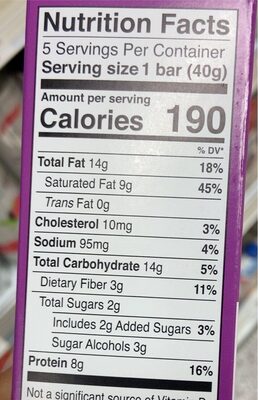 Nutrition Facts
5 Servings Per Container
Serving size 1 bar (40g)
Amount per serving
Calories 190
% DV*
Total Fat 14g 18%
Saturated Fat 9g 45%
Trans Fat 0g
Cholesterol 10mg 3%
Sodium 95mg 4%
Total Carbohydrate 14g 5%
Dietary Fiber 3g 11%
Total Sugars 2g
Includes 2g Added Sugars 3%
Sugar Alcohols 3g
Protein 8g 16%
Not a significant source of Vitamin D